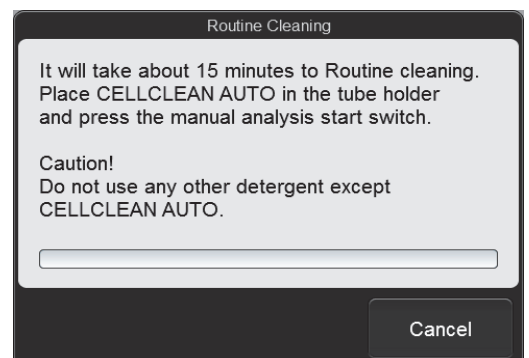 Routine Cleaning
It will take about 15 minutes to Routine cleaning.
Place CELLCLEAN AUTO in the tube holder
and press the manual analysis start switch.
Caution!
Do not use any other detergent except
CELLCLEAN AUTO.
Cancel